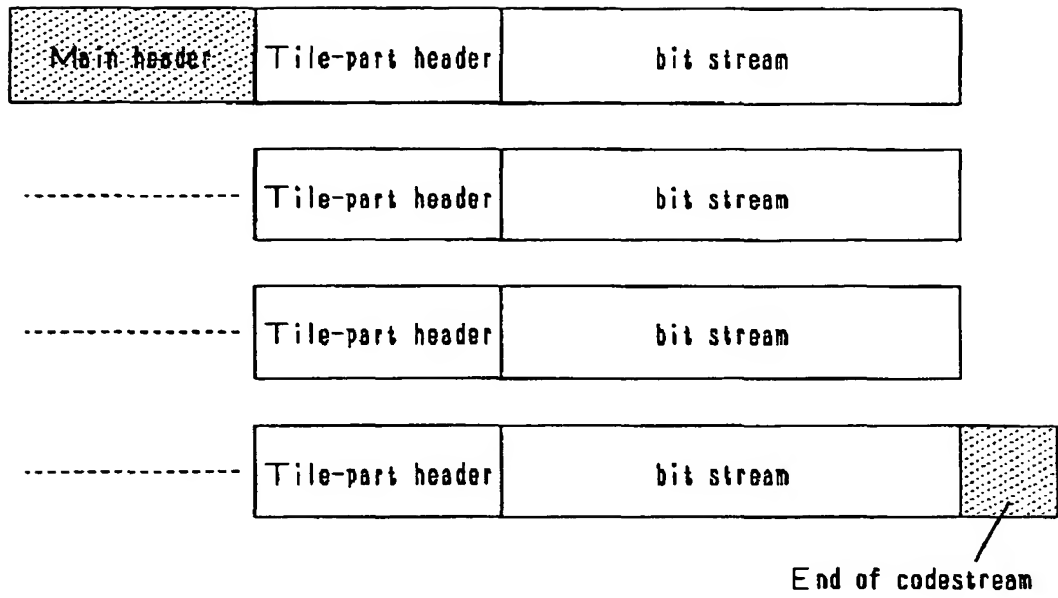 Main header Tile-part header bit stream
Tile-part header bit stream
Tile-part header bit stream
Tile-part header bit stream
End of codestream